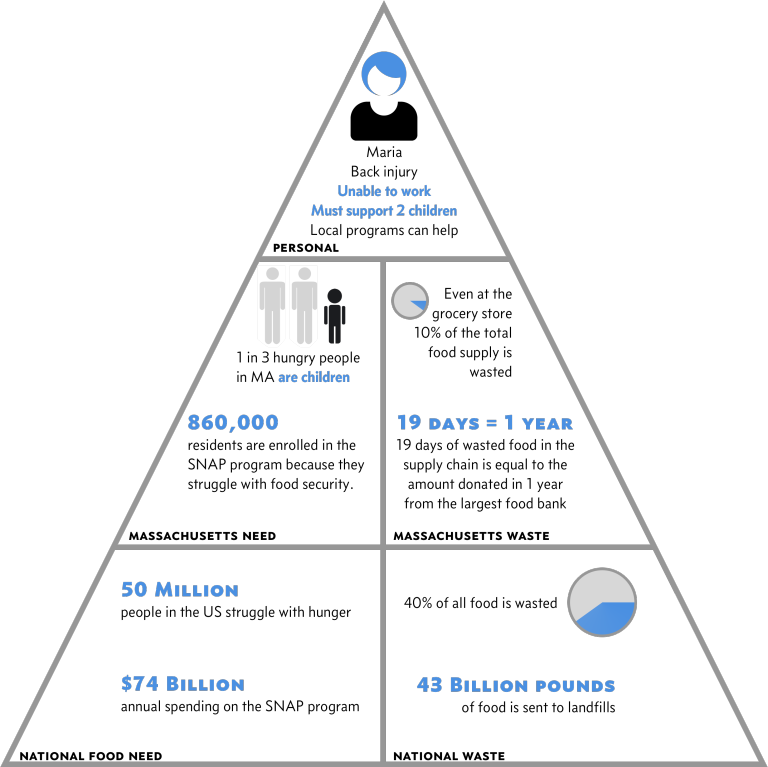 Maria
Back injury
Unable to work
Must support 2 children
Local programs can help
PERSONAL
1 in 3 hungry people
in MA are children
860,000
residents are enrolled in the
SNAP program because they
struggle with food security.
MASSACHUSETTS NEED
Even at the
grocery store
10% of the total
food supply is
wasted
19 DAYS = 1 YEAR
19 days of wasted food in the
supply chain is equal to the
amount donated in 1 year
from the largest food bank
MASSACHUSETTS WASTE
50 MILLION
people in the US struggle with hunger
$74 BILLION
annual spending on the SNAP program
NATIONAL FOOD NEED
40% of all food is wasted
43 BILLION POUNDS
of food is sent to landfills
NATIONAL WASTE